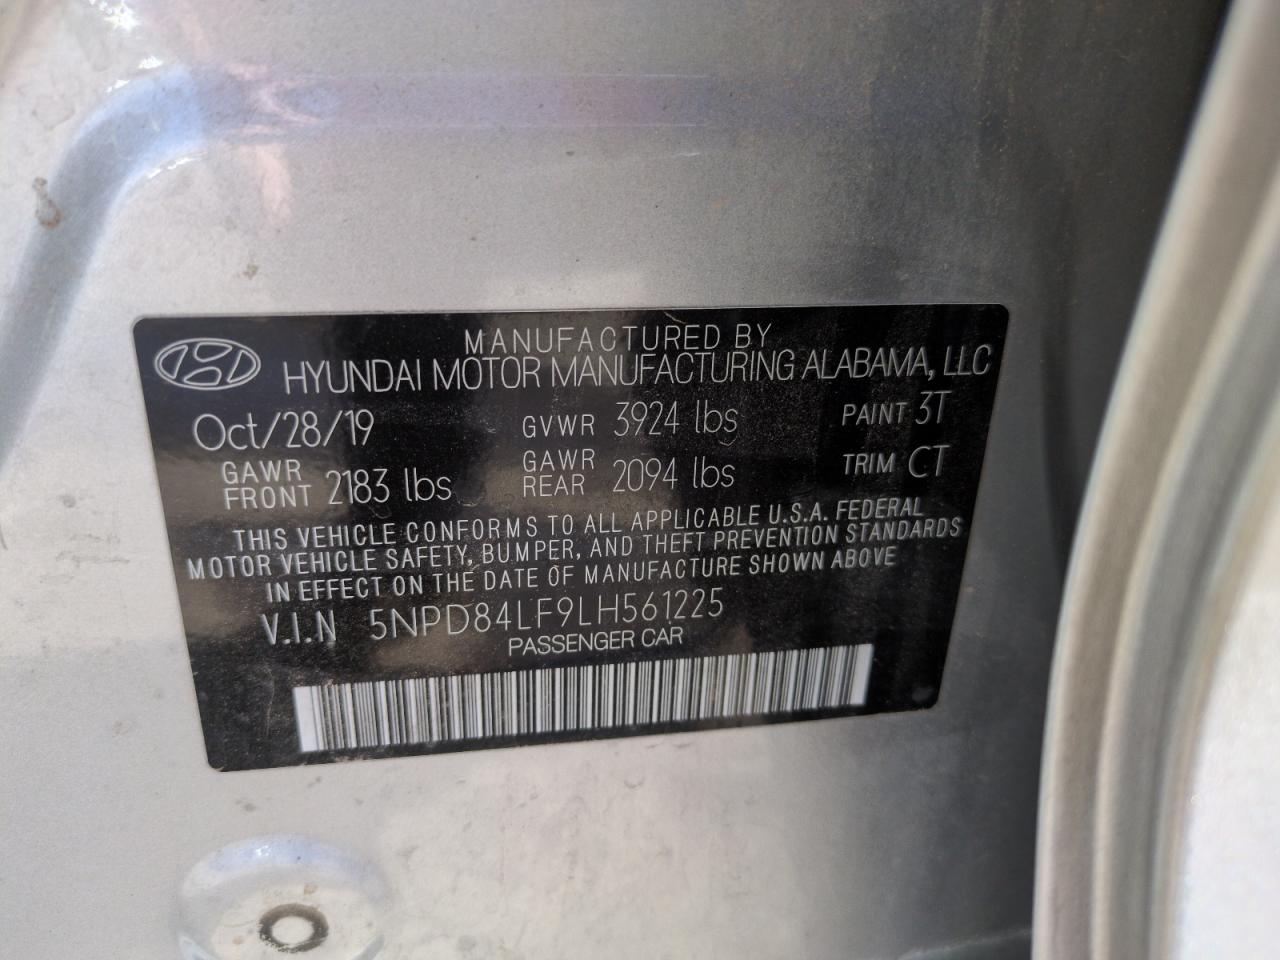 MANUFACTURED BY
HYUNDAI MOTOR MANUFACTURING ALABAMA, LLC
Oct/28/19 GVWR 3924 lbs PAINT 3T
GAWR FRONT 2183 lbs GAWR REAR 2094 lbs TRIM CT
THIS VEHICLE CONFORMS TO ALL APPLICABLE U.S.A. FEDERAL
MOTOR VEHICLE SAFETY, BUMPER, AND THEFT PREVENTION STANDARDS
IN EFFECT ON THE DATE OF MANUFACTURE SHOWN ABOVE
V.I.N 5NPD84LF9LH561225
PASSENGER CAR